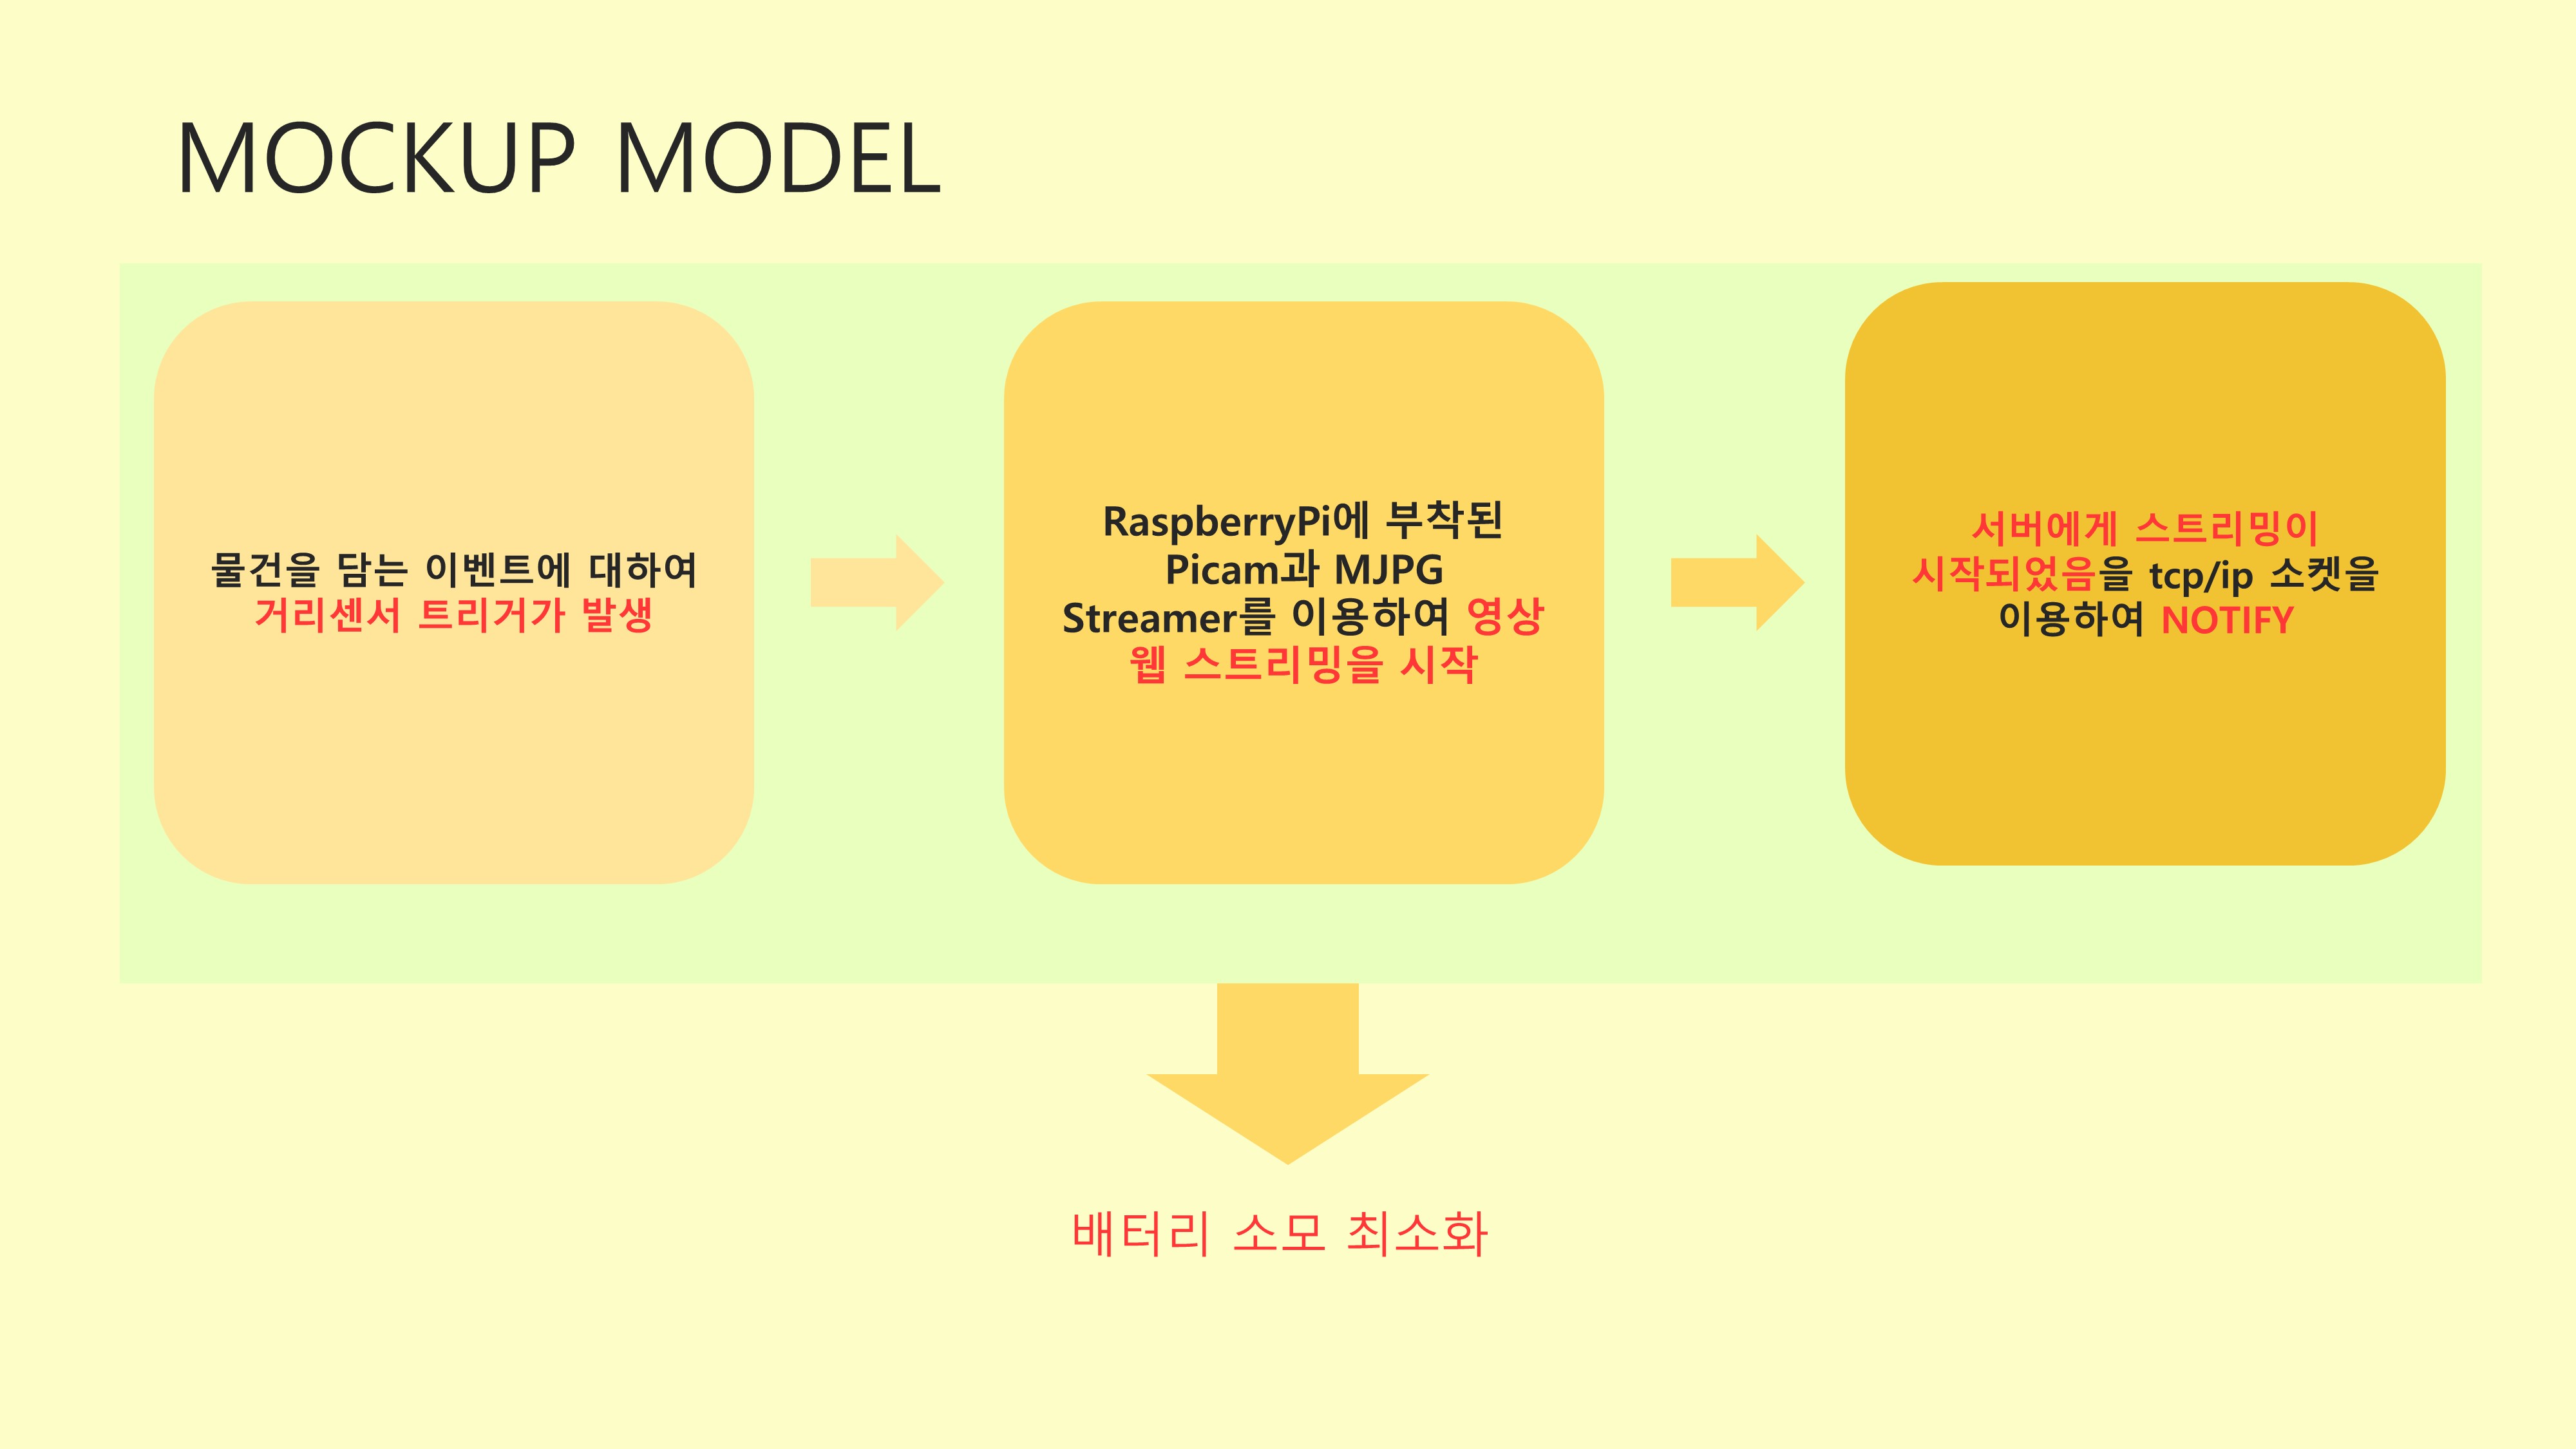 MOCKUP MODEL
물건을 담는 이벤트에 대하여
거리센서 트리거가 발생
RaspberryPi에 부착된
Picam과 MJPG
Streamer를 이용하여 영상
웹 스트리밍을 시작
서버에게 스트리밍이
시작되었음을 tcp/ip 소켓을
이용하여 NOTIFY
배터리 소모 최소화